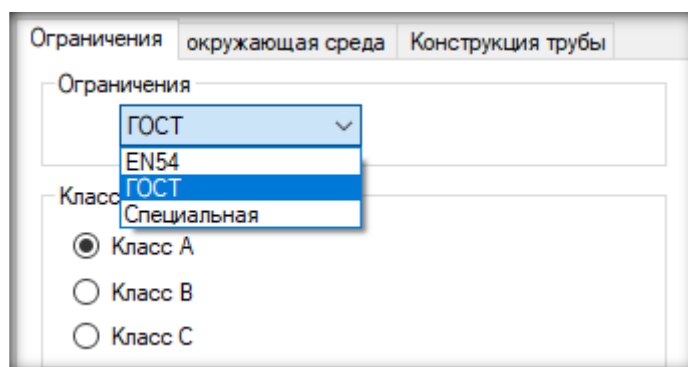 Ограничения окружающая среда Конструкция трубы
Ограничения
ГОСТ
EN54
ГОСТ
Класс
Специальная
Класс A
Класс B
Класс C